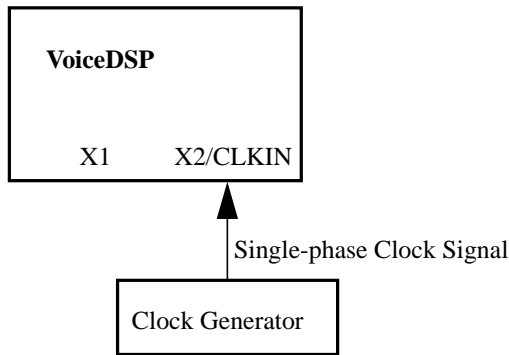 VoiceDSP
X1 X2/CLKIN
Single-phase Clock Signal
Clock Generator